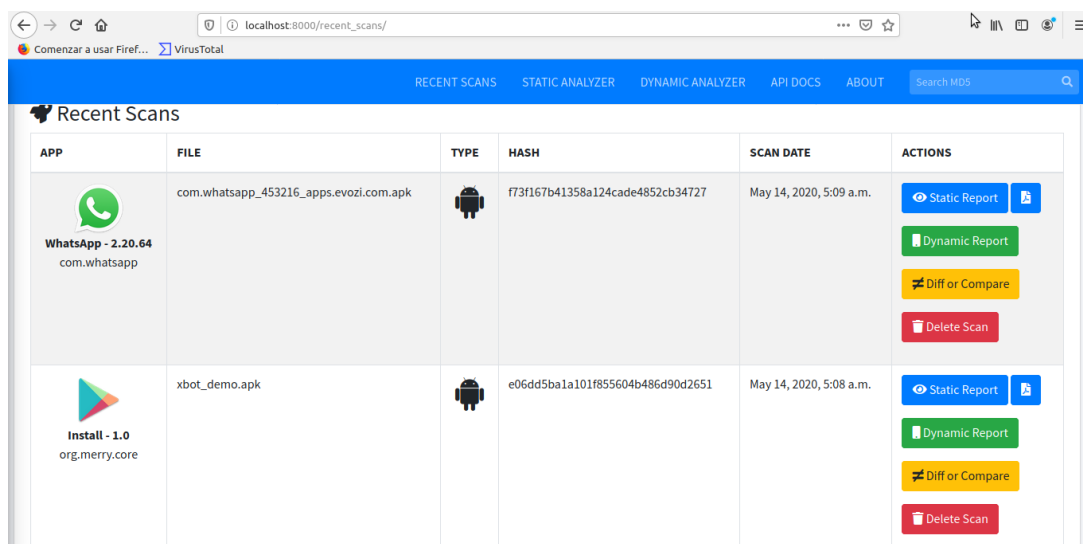 localhost:8000/recent_scans/
Comenzar a usar Firef... VirusTotal
RECENT SCANS STATIC ANALYZER DYNAMIC ANALYZER API DOCS ABOUT Search MD5
Recent Scans
APP FILE TYPE HASH SCAN DATE ACTIONS
com.whatsapp_453216_apps.evozi.com.apk f73f167b41358a124cade4852cb34727 May 14, 2020, 5:09 a.m. Static Report
WhatsApp - 2.20.64 Dynamic Report
com.whatsapp
Diff or Compare
Delete Scan
xbot_demo.apk e06dd5ba1a101f855604b486d90d2651 May 14, 2020, 5:08 a.m. Static Report
Install - 1.0 Dynamic Report
org.merry.core
Diff or Compare
Delete Scan